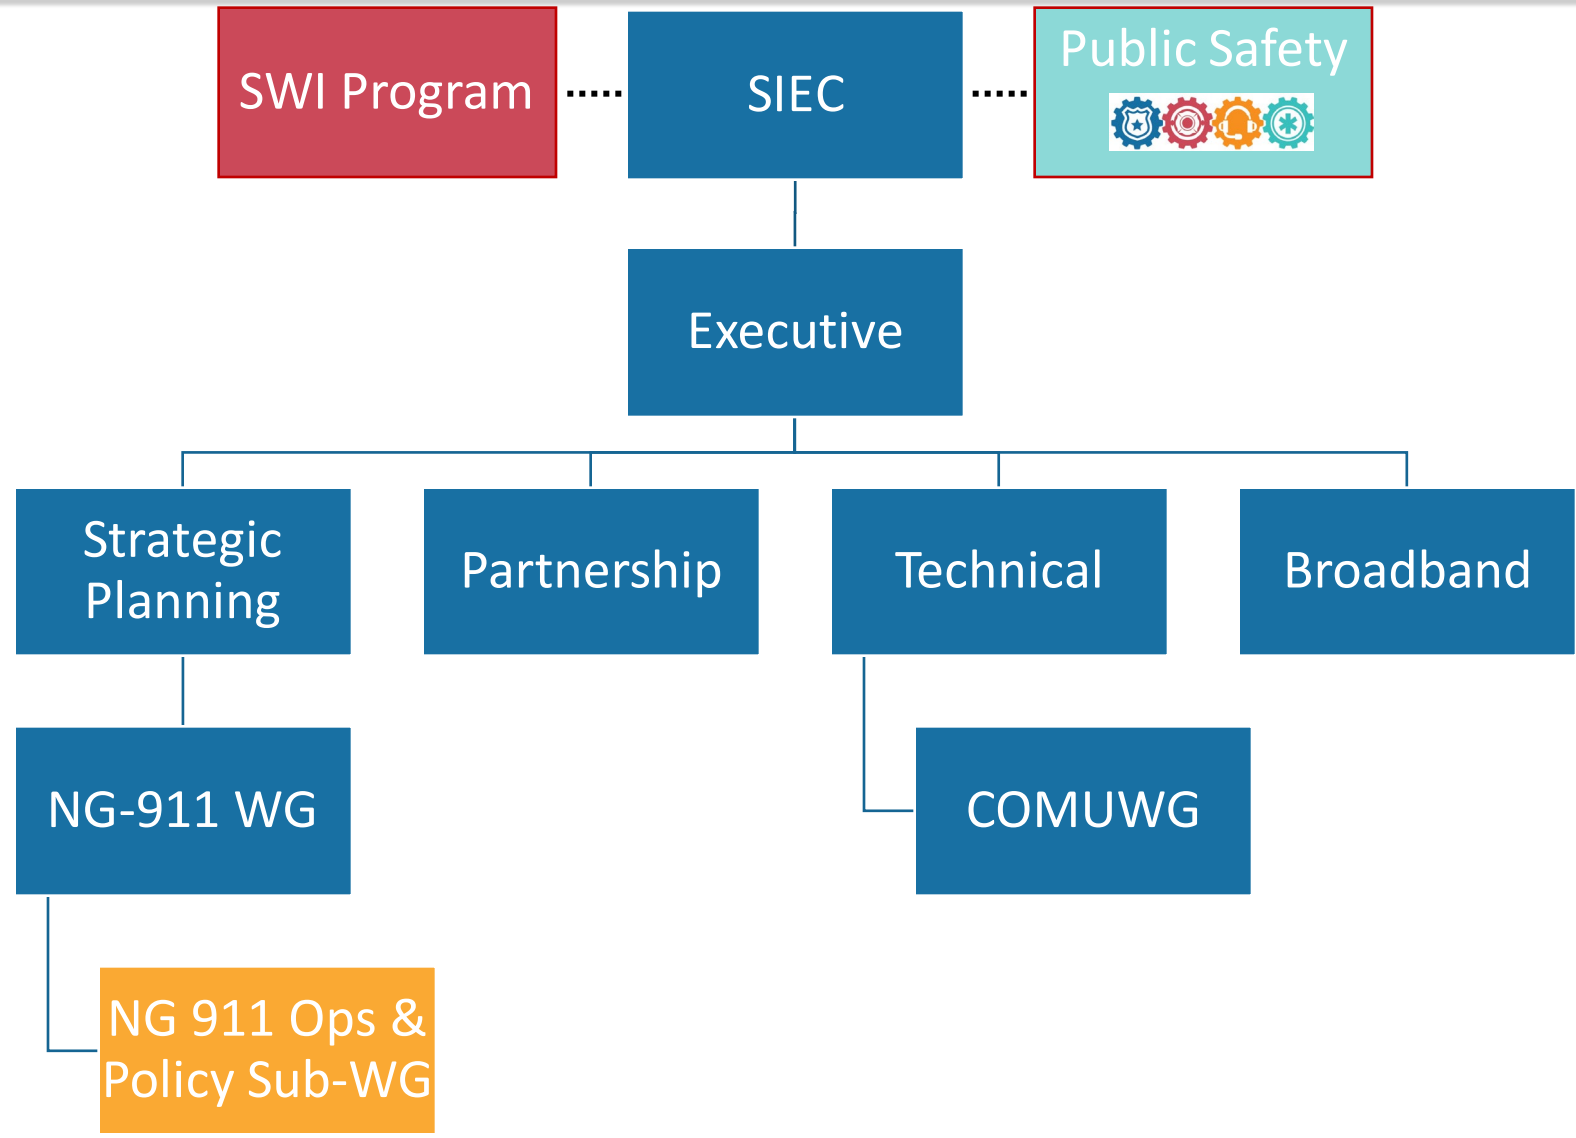 SWI Program
SIEC
Public Safety
Executive
Strategic
Planning
Partnership
Technical
Broadband
NG-911 WG
COMUWG
NG 911 Ops &
Policy Sub-WG